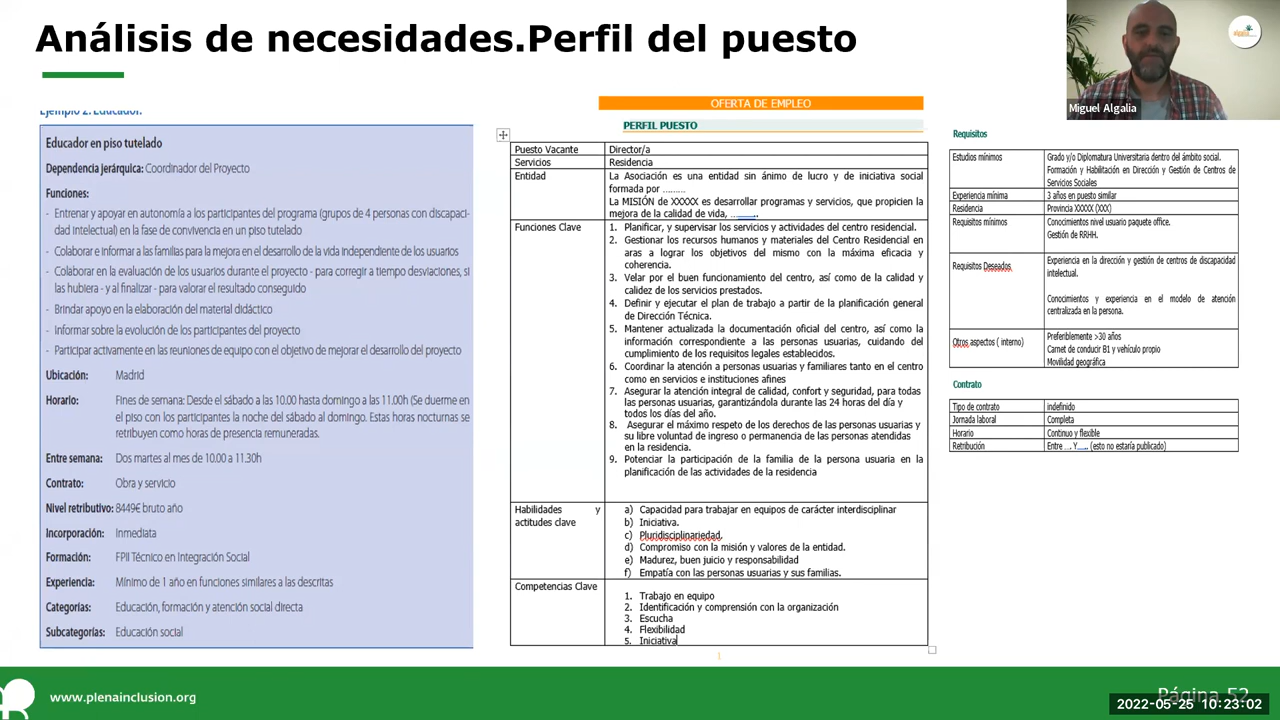 Análisis de necesidades.Perfil del puesto
Miguel Algalia
Ejemplo 2. Educador.
Educador en piso tutelado
Dependencia jerárquica: Coordinador del Proyecto
Funciones:
- Entrenar y apoyar en autonomía a los participantes del programa (grupos de 4 personas con discapaci-
dad intelectual) en la fase de convivencia en un piso tutelado
- Colaborar e informar a las familias para la mejora en el desarrollo de la vida independiente de los usuarios
- Colaborar en la evaluación de los usuarios durante el proyecto - para corregir a tiempo desviaciones, si
las hubiera - y al finalizar - para valorar el resultado conseguido
- Brindar apoyo en la elaboración del material didáctico
- Informar sobre la evolución de los participantes del proyecto
- Participar activamente en las reuniones de equipo con el objetivo de mejorar el desarrollo del proyecto
Ubicación: Madrid
Horario: Fines de semana: Desde el sábado a las 10.00 hasta domingo a las 11.00h (Se duerme en
el piso con los participantes la noche del sábado al domingo. Estas horas nocturnas se
retribuyen como horas de presencia remuneradas.
Entre semana: Dos martes al mes de 10.00 a 11.30h
Contrato: Obra y servicio
Nivel retributivo: 8449€ bruto año
Incorporación: Inmediata
Formación: FPII Técnico en Integración Social
Experiencia: Mínimo de 1 año en funciones similares a las descritas
Categorías: Educación, formación y atención social directa
Subcategorías: Educación social
OFERTA DE EMPLEO
PERFIL PUESTO
Puesto Vacante Director/a
Servicios Residencia
Entidad La Asociación es una entidad sin ánimo de lucro y de iniciativa social
formada por ………
La MISIÓN de XXXXX es desarrollar programas y servicios, que propicien la
mejora de la calidad de vida, ………
Funciones Clave 1. Planificar, y supervisar los servicios y actividades del centro residencial.
2. Gestionar los recursos humanos y materiales del Centro Residencial en
aras a lograr los objetivos del mismo con la máxima eficacia y
coherencia.
3. Velar por el buen funcionamiento del centro, así como de la calidad y
calidez de los servicios prestados.
4. Definir y ejecutar el plan de trabajo a partir de la planificación general
de Dirección Técnica.
5. Mantener actualizada la documentación oficial del centro, así como la
información correspondiente a las personas usuarias, cuidando del
cumplimiento de los requisitos legales establecidos.
6. Coordinar la atención a personas usuarias y familiares tanto en el centro
como en servicios e instituciones afines
7. Asegurar la atención integral de calidad, confort y seguridad, para todas
las personas usuarias, garantizándola durante las 24 horas del día y
todos los días del año.
8. Asegurar el máximo respeto de los derechos de las personas usuarias y
su libre voluntad de ingreso o permanencia de las personas atendidas
en la residencia.
9. Potenciar la participación de la familia de la persona usuaria en la
planificación de las actividades de la residencia
Habilidades y actitudes clave a) Capacidad para trabajar en equipos de carácter interdisciplinar
b) Iniciativa.
c) Pluridisciplinariedad.
d) Compromiso con la misión y valores de la entidad.
e) Madurez, buen juicio y responsabilidad
f) Empatía con las personas usuarias y sus familias.
Competencias Clave
1. Trabajo en equipo
2. Identificación y comprensión con la organización
3. Escucha
4. Flexibilidad
5. Iniciativa
1
Requisitos
Estudios mínimos Grado y/o Diplomatura Universitaria dentro del ámbito social.
Formación y Habilitación en Dirección y Gestión de Centros de
Servicios Sociales
Experiencia mínima 3 años en puesto similar
Residencia Provincia XXXXX (XXX)
Requisitos mínimos Conocimientos nivel usuario paquete office.
Gestión de RRHH.
Requisitos Deseados Experiencia en la dirección y gestión de centros de discapacidad
intelectual.
Conocimientos y experiencia en el modelo de atención
centralizada en la persona.
Otros aspectos ( interno) Preferiblemente >30 años
Carnet de conducir B1 y vehículo propio
Movilidad geográfica
Contrato
Tipo de contrato indefinido
Jornada laboral Completa
Horario Continuo y flexible
Retribución Entre …. Y…… (esto no estaría publicado)
www.plenainclusion.org
Página 52
2022-05-25 10:23:02